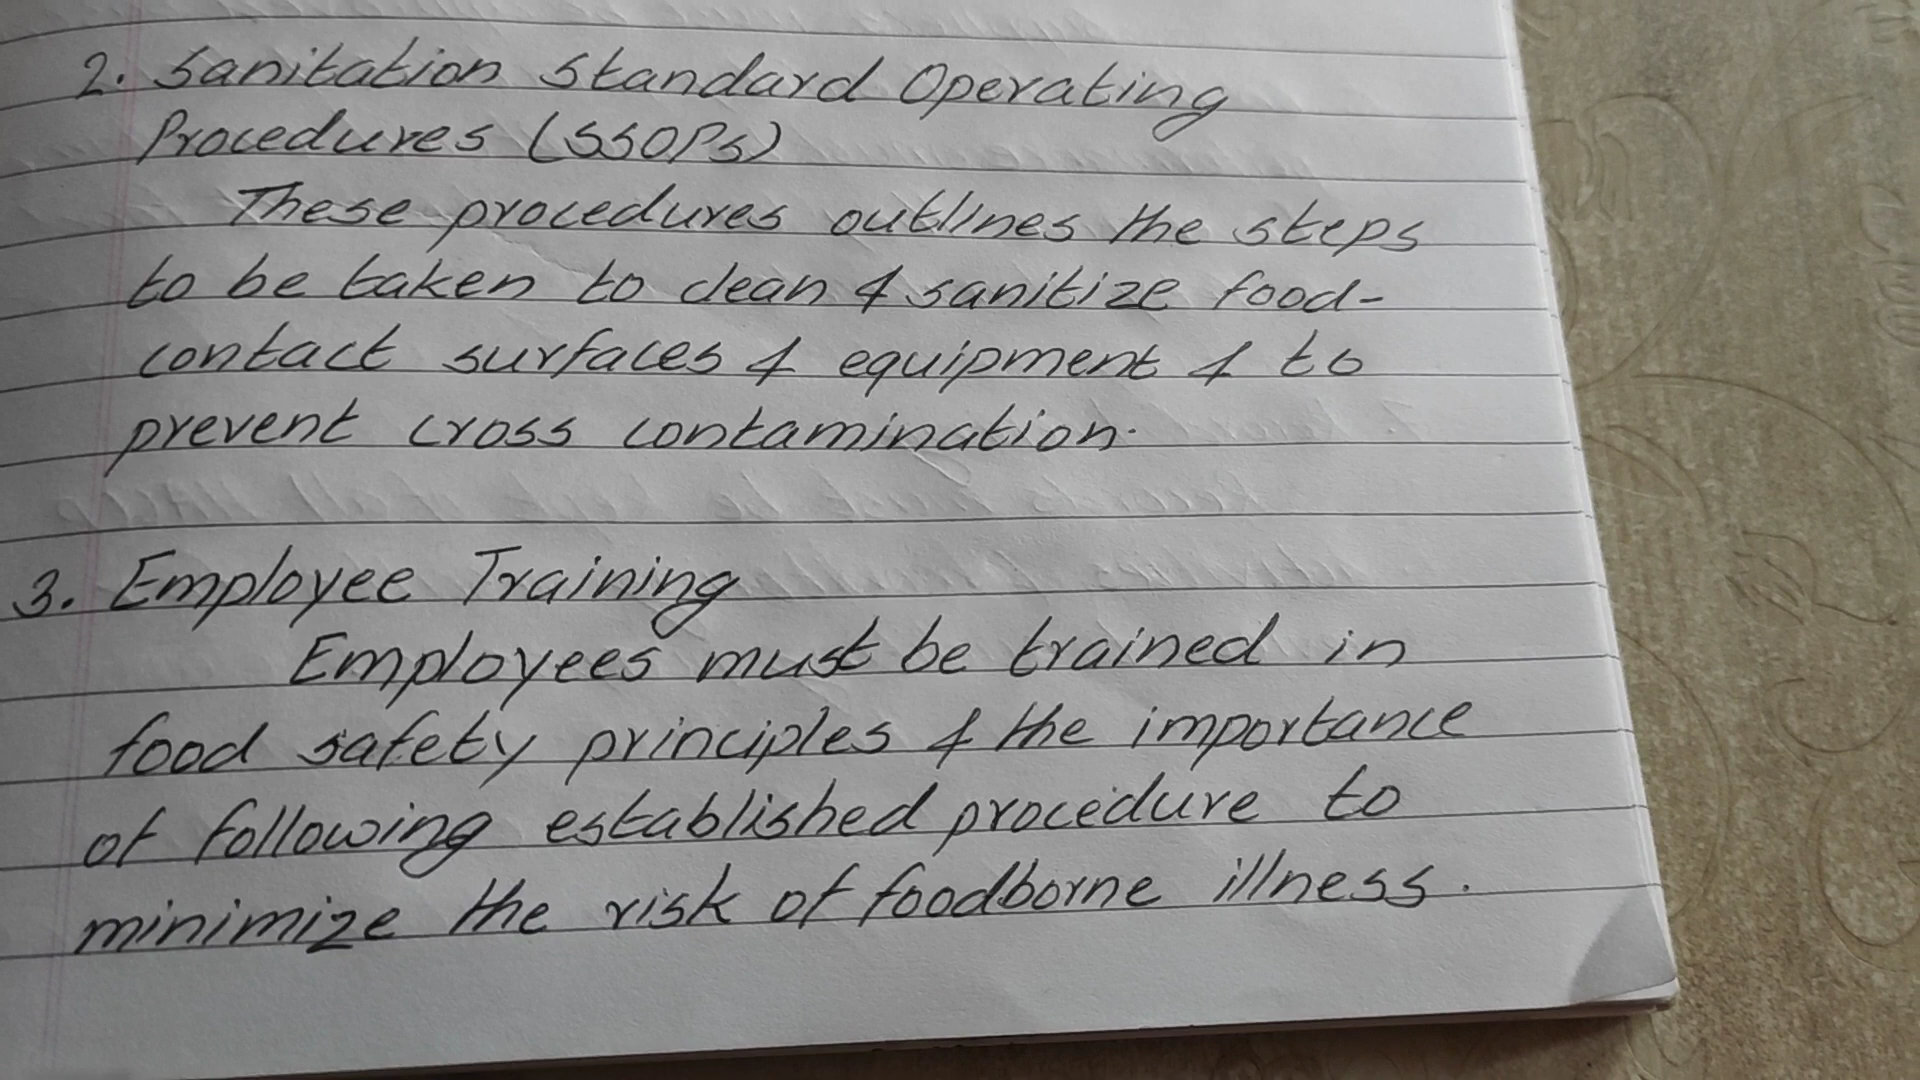 2. Sanitation Standard Operating
Procedures (SSOPs)
These procedures outlines the steps
to be taken to clean & sanitize food-
contact surfaces & equipment & to
prevent cross contamination.
3. Employee Training
Employees must be trained in
food safety principles & the importance
of following established procedure to
minimize the risk of foodborne illness.